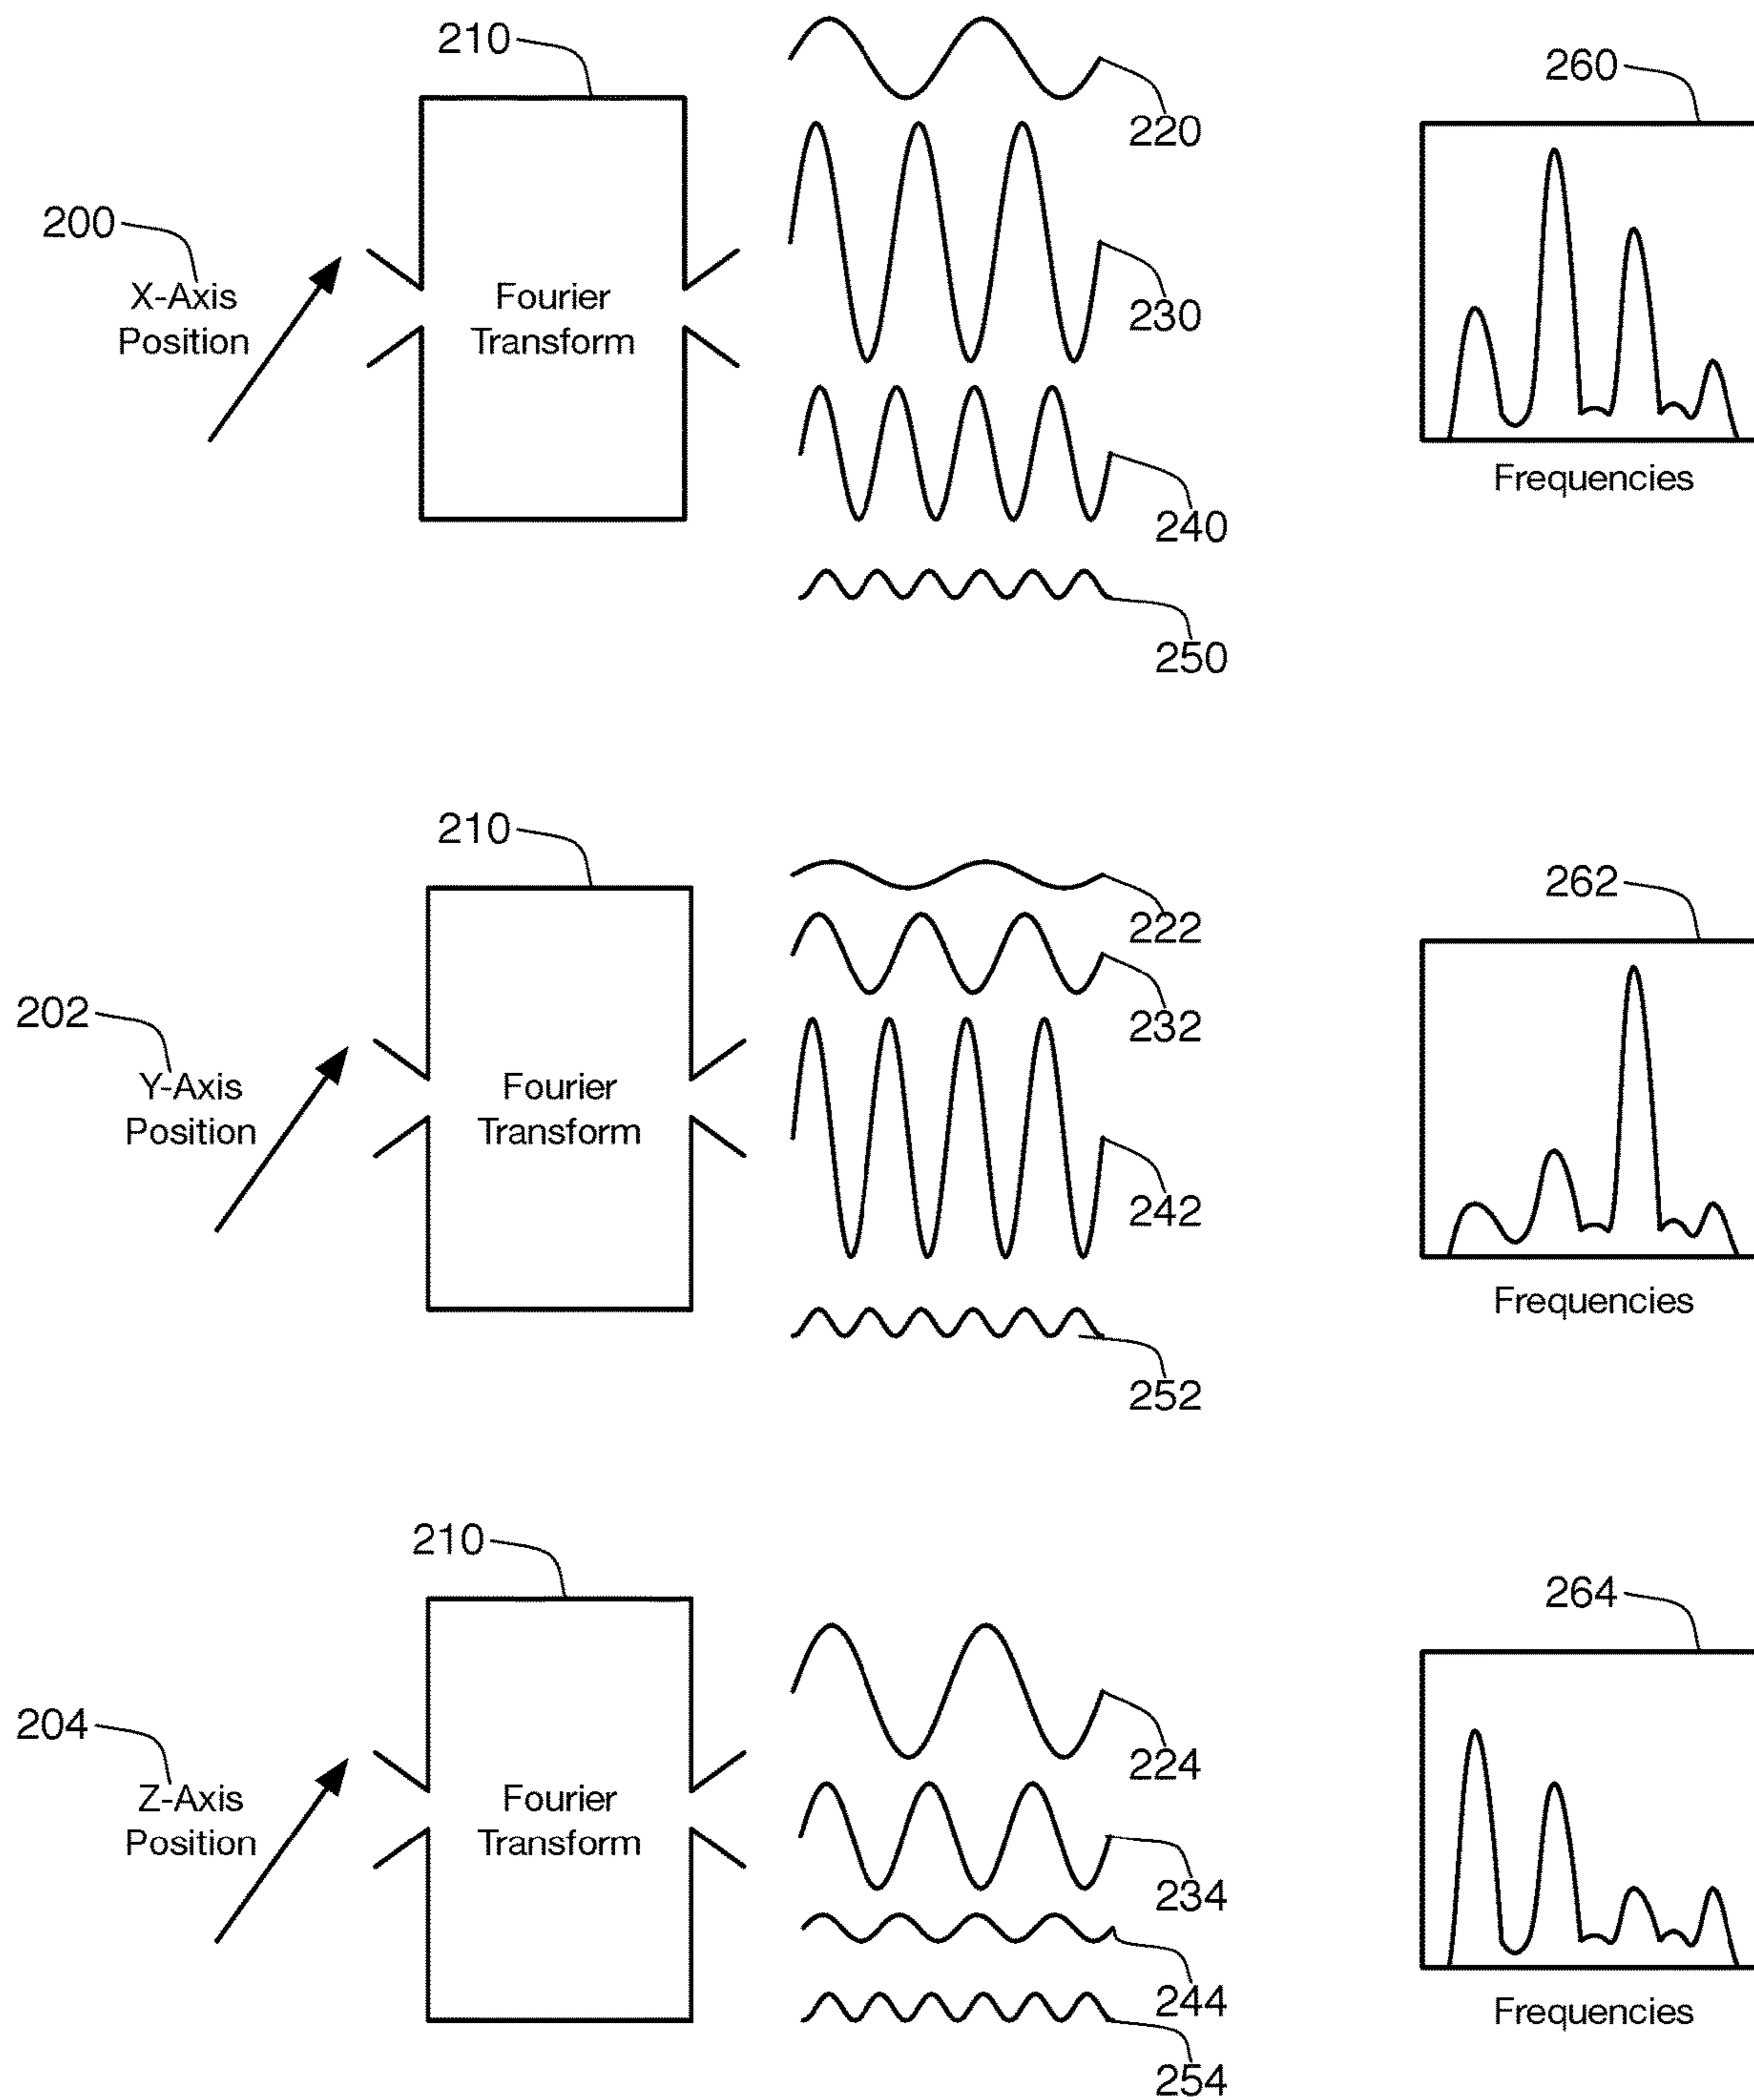 210
260
220
200
X-Axis
Position
Fourier
Transform
230
Frequencies
240
250
210
262
222
202
232
Y-Axis
Position
Fourier
Transform
242
Frequencies
252
210
264
204
224
Z-Axis
Position
Fourier
Transform
234
244
Frequencies
254